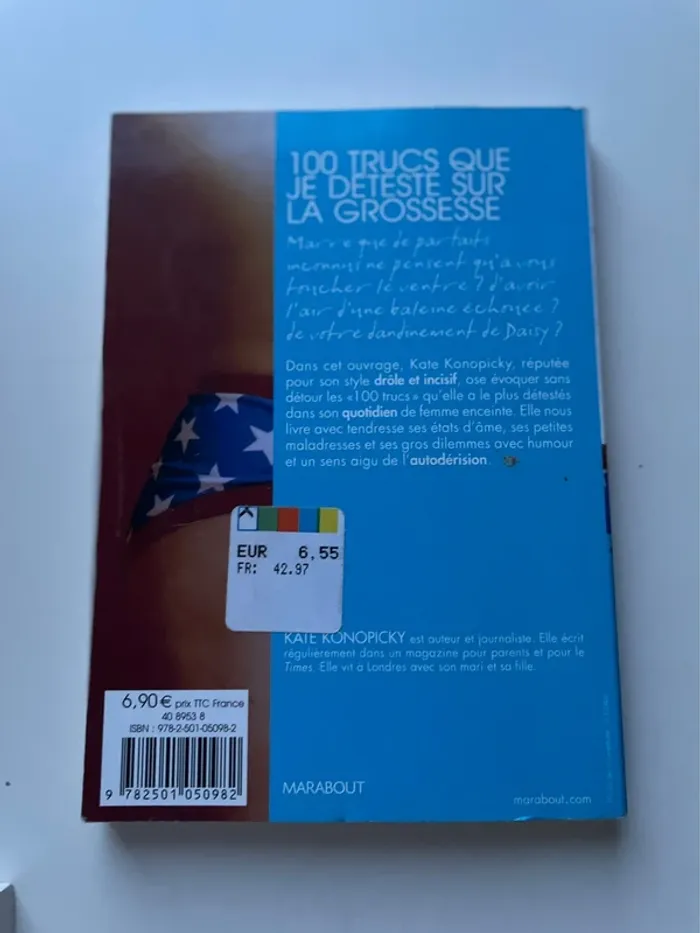 100 TRUCS QUE
JE DÉTESTE SUR
LA GROSSESSE
Marre que de parfaits
inconnus ne pensent qu'à vous
toucher le ventre ? d'avoir
l'air d'une baleine échouée ?
de votre dandinement de Daisy ?
Dans cet ouvrage, Kate Konopicky, réputée
pour son style drôle et incisif, ose évoquer sans
détour les «100 trucs» qu'elle a le plus détestés
dans son quotidien de femme enceinte. Elle nous
livre avec tendresse ses états d'âme, ses petites
maladresses et ses gros dilemmes avec humour
et un sens aigu de l'autodérision.
EUR 6,55
FR: 42.97
KATE KONOPICKY est auteur et journaliste. Elle écrit
régulièrement dans un magazine pour parents et pour le
Times. Elle vit à Londres avec son mari et sa fille.
6,90€ prix TTC France
40 8953 8
ISBN : 978-2-501-05098-2
9 782501 050982
MARABOUT
marabout.com